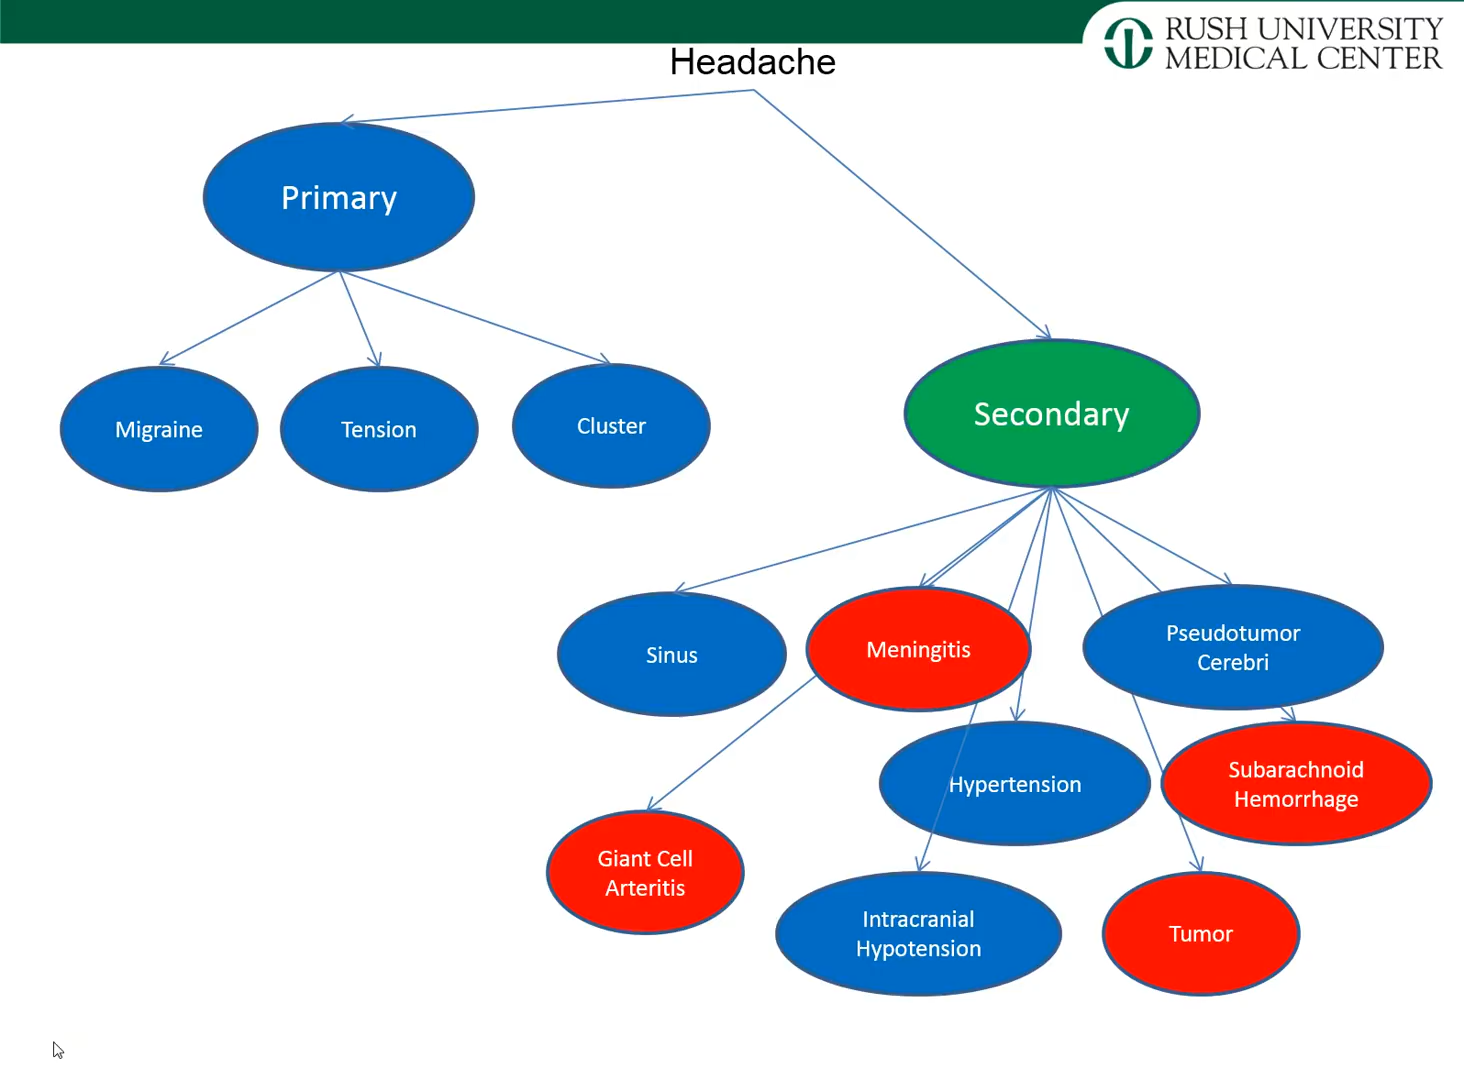 RUSH UNIVERSITY
MEDICAL CENTER
Headache
Primary
Migraine
Tension
Cluster
Secondary
Sinus
Meningitis
Pseudotumor
Cerebri
Hypertension
Subarachnoid
Hemorrhage
Giant Cell
Arteritis
Intracranial
Hypotension
Tumor